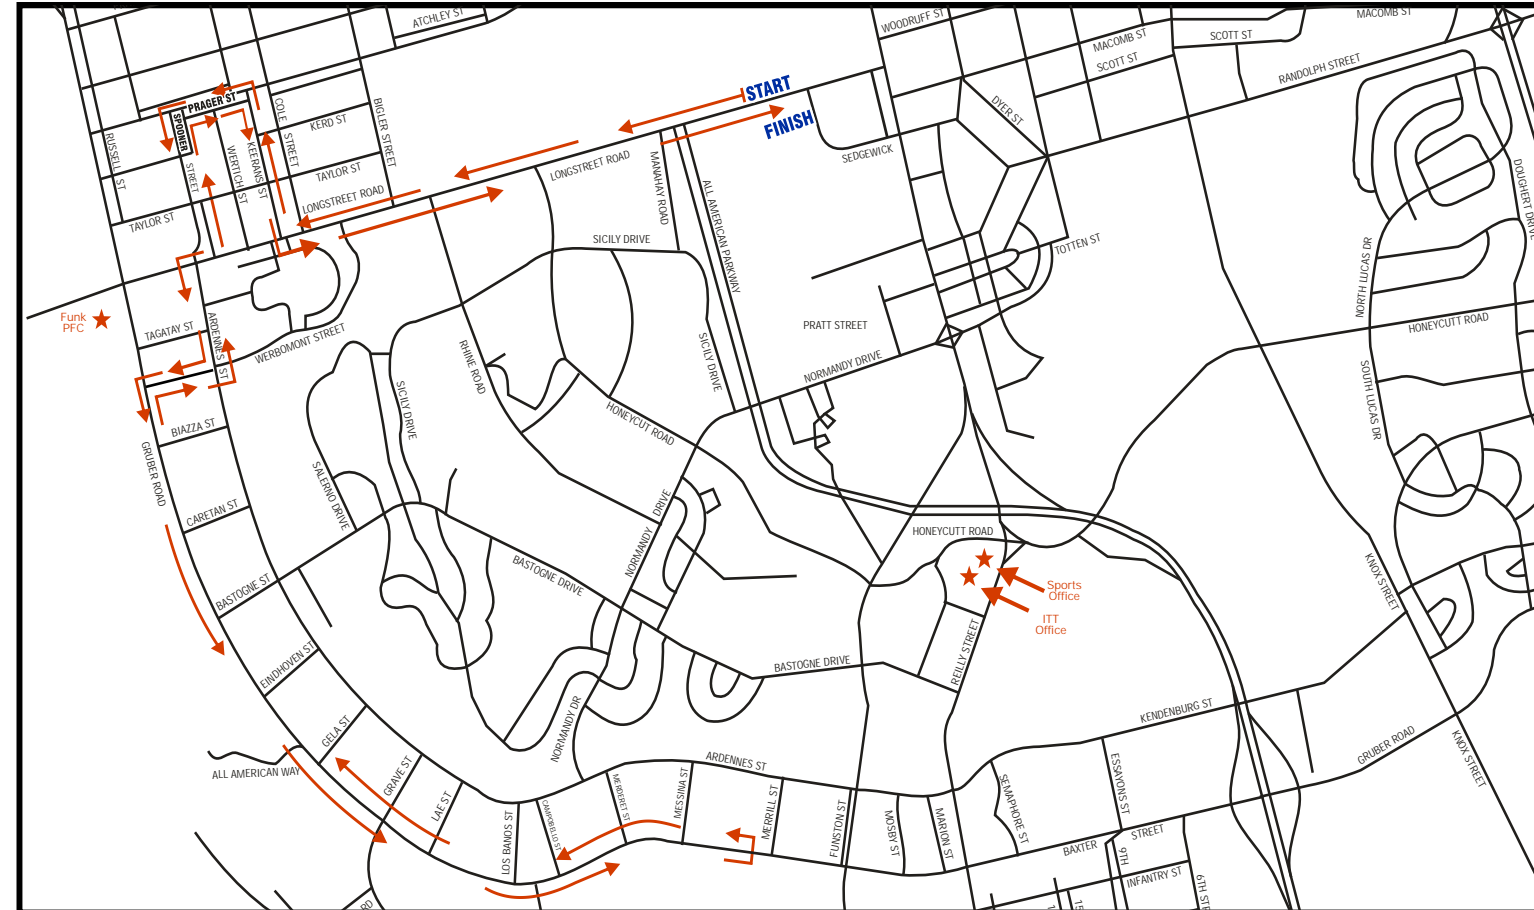 ATCHLEY ST
WOODRUFF ST
MACOMB ST
MACOMB ST
SCOTT ST
SCOTT ST
RANDOLPH STREET
START
FINISH
PRAGER ST
SPOONER
STREET
COLE STREET
KERD ST
BIGLER STREET
DYER ST
RUSSELL ST
WERTICH ST
KEERANS ST
TAYLOR ST
LONGSTREET ROAD
LONGSTREET ROAD
MANAHAY ROAD
SEDGEWICK
ALL AMERICAN PARKWAY
DOUGHERT DRIVE
TAYLOR ST
SICILY DRIVE
TOTTEN ST
NORTH LUCAS DR
Funk
PFC
TAGATAY ST
ARDENNES ST
WERBOMONT STREET
PRATT STREET
HONEYCUTT ROAD
RHINE ROAD
SICILY DRIVE
NORMANDY DRIVE
SOUTH LUCAS DR
SICILY DRIVE
HONEYCUT ROAD
BIAZZA ST
GRUBER ROAD
SALERNO DRIVE
CARETAN ST
NORMANDY DRIVE
HONEYCUTT ROAD
BASTOGNE ST
BASTOGNE DRIVE
Sports
Office
ITT
Office
KNOX STREET
EINDHOVEN ST
BASTOGNE DRIVE
REILLY STREET
GELA ST
NORMANDY DR
KENDENBURG ST
GRUBER ROAD
KNOX STREET
ALL AMERICAN WAY
GRAVE ST
LAE ST
LOS BANOS ST
CAMPOBELLO ST
MERDERET ST
MESSINA ST
ARDENNES ST
MERRILL ST
FUNSTON ST
MOSBY ST
MARION ST
SEMAPHORE ST
ESSAYONS ST
BAXTER STREET
9TH
INFANTRY ST
6TH STR
RD
15